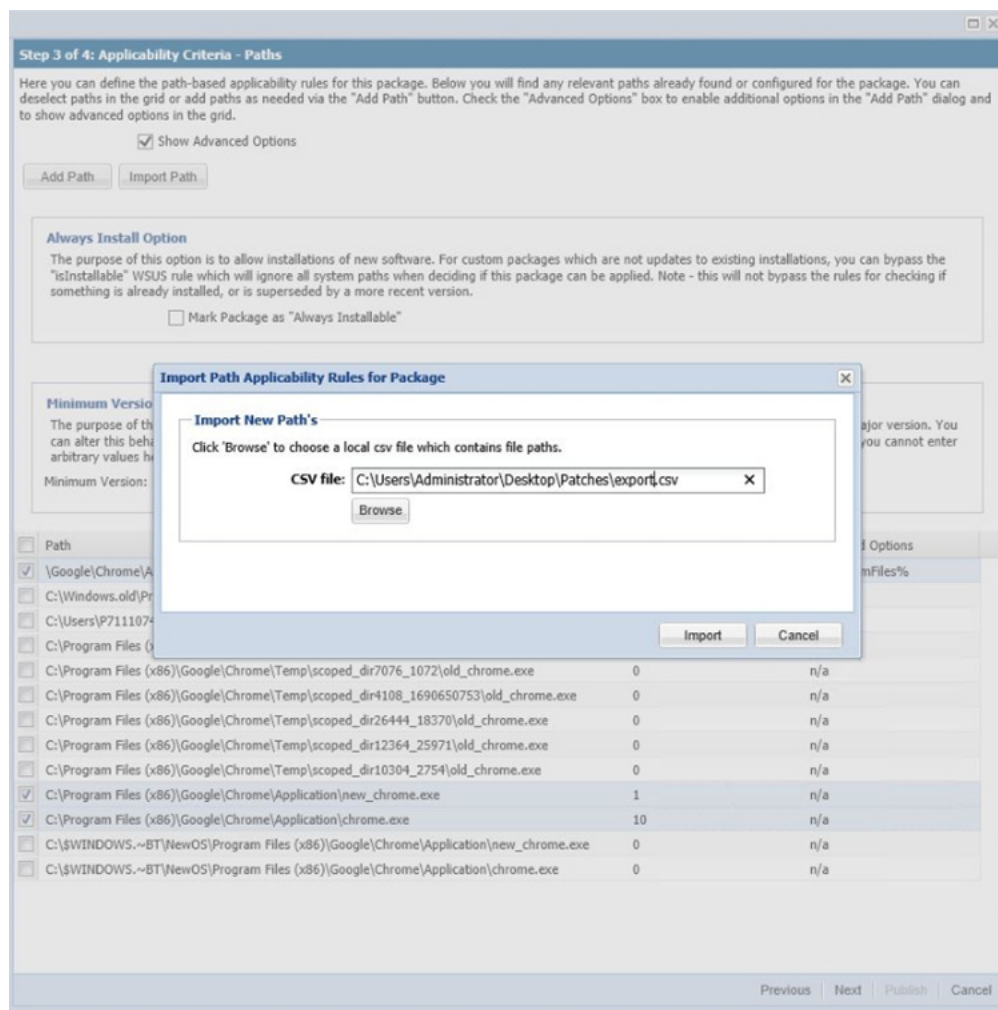 Step 3 of 4: Applicability Criteria - Paths
Here you can define the path-based applicability rules for this package. Below you will find any relevant paths already found or configured for the package. You can
deselect paths in the grid or add paths as needed via the "Add Path" button. Check the "Advanced Options" box to enable additional options in the "Add Path" dialog and
to show advanced options in the grid.
Show Advanced Options
Add Path Import Path
Always Install Option
The purpose of this option is to allow installations of new software. For custom packages which are not updates to existing installations, you can bypass the
"isInstallable" WSUS rule which will ignore all system paths when deciding if this package can be applied. Note - this will not bypass the rules for checking if
something is already installed, or is superseded by a more recent version.
Mark Package as "Always Installable"
Import Path Applicability Rules for Package
Minimum Versio
The purpose of th ajor version. You
can alter this beha you cannot enter
arbitrary values he
Minimum Version:
Import New Path's
Click 'Browse' to choose a local csv file which contains file paths.
CSV file: C:\Users\Administrator\Desktop\Patches\export.csv
Browse
Import Cancel
Path d Options
\Google\Chrome\A mFiles%
C:\Windows.old\Pr
C:\Users\P711107
C:\Program Files (x
C:\Program Files (x86)\Google\Chrome\Temp\scoped_dir7076_1072\old_chrome.exe 0 n/a
C:\Program Files (x86)\Google\Chrome\Temp\scoped_dir4108_1690650753\old_chrome.exe 0 n/a
C:\Program Files (x86)\Google\Chrome\Temp\scoped_dir26444_18370\old_chrome.exe 0 n/a
C:\Program Files (x86)\Google\Chrome\Temp\scoped_dir12364_25971\old_chrome.exe 0 n/a
C:\Program Files (x86)\Google\Chrome\Temp\scoped_dir10304_2754\old_chrome.exe 0 n/a
C:\Program Files (x86)\Google\Chrome\Application\new_chrome.exe 1 n/a
C:\Program Files (x86)\Google\Chrome\Application\chrome.exe 10 n/a
C:\$WINDOWS.~BT\NewOS\Program Files (x86)\Google\Chrome\Application\new_chrome.exe 0 n/a
C:\$WINDOWS.~BT\NewOS\Program Files (x86)\Google\Chrome\Application\chrome.exe 0 n/a
Previous Next Publish Cancel